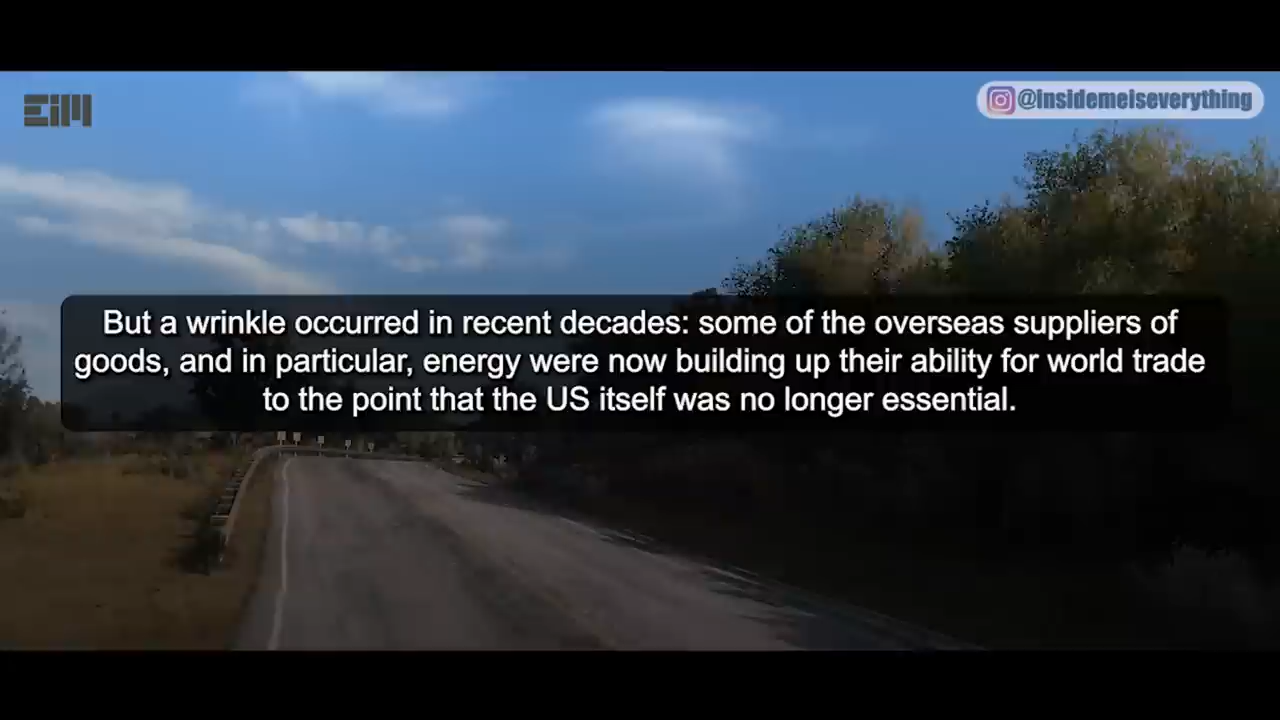 EiM
@insidemeiseverything
But a wrinkle occurred in recent decades: some of the overseas suppliers of
goods, and in particular, energy were now building up their ability for world trade
to the point that the US itself was no longer essential.